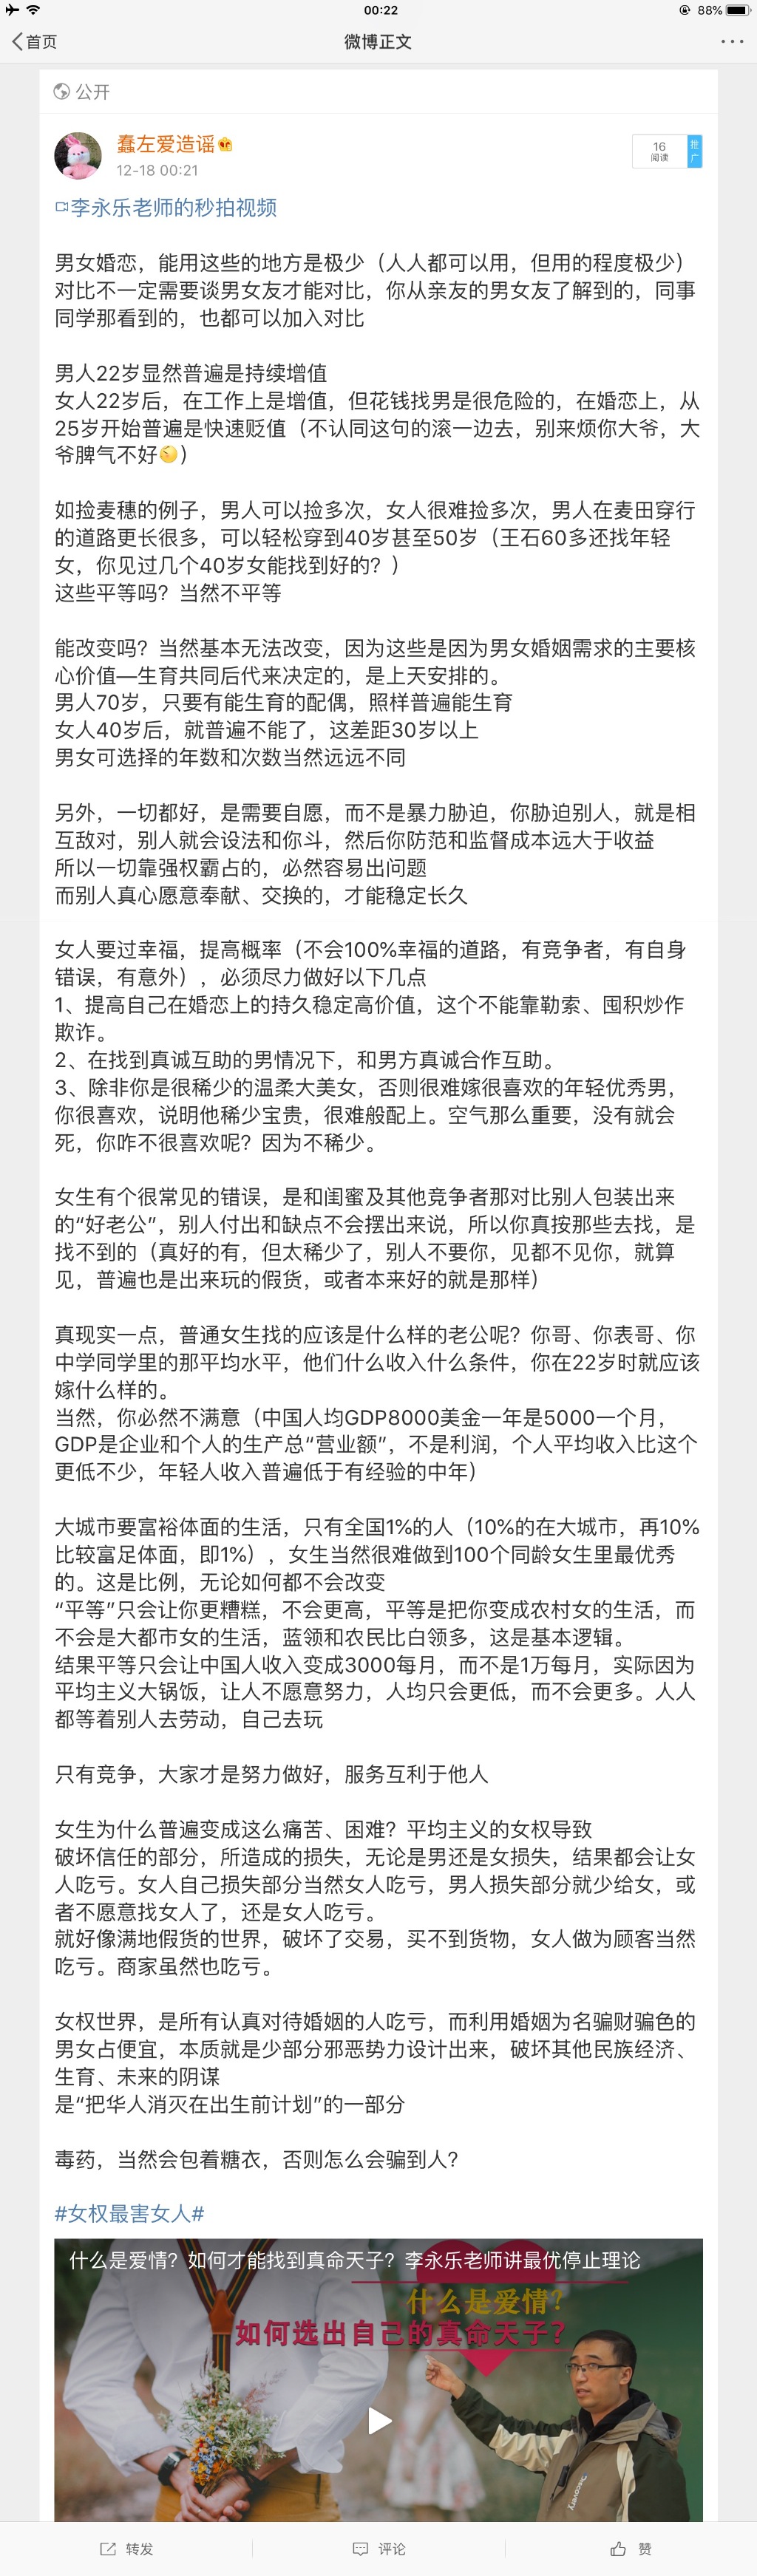 00:22
88%
首页
微博正文
公开
蠢左爱造谣
12-18 00:21
16
阅读
推广
李永乐老师的秒拍视频
男女婚恋，能用这些的地方是极少（人人都可以用，但用的程度极少）
对比不一定需要谈男女友才能对比，你从亲友的男女友了解到的，同事
同学那看到的，也都可以加入对比
男人22岁显然普遍是持续增值
女人22岁后，在工作上是增值，但花钱找男是很危险的，在婚恋上，从
25岁开始普遍是快速贬值（不认同这句的滚一边去，别来烦你大爷，大
爷脾气不好）
如捡麦穗的例子，男人可以捡多次，女人很难捡多次，男人在麦田穿行
的道路更长很多，可以轻松穿到40岁甚至50岁（王石60多还找年轻
女，你见过几个40岁女能找到好的？）
这些平等吗？当然不平等
能改变吗？当然基本无法改变，因为这些是因为男女婚姻需求的主要核
心价值—生育共同后代来决定的，是上天安排的。
男人70岁，只要有能生育的配偶，照样普遍能生育
女人40岁后，就普遍不能了，这差距30岁以上
男女可选择的年数和次数当然远远不同
另外，一切都好，是需要自愿，而不是暴力胁迫，你胁迫别人，就是相
互敌对，别人就会设法和你斗，然后你防范和监督成本远大于收益
所以一切靠强权霸占的，必然容易出问题
而别人真心愿意奉献、交换的，才能稳定长久
女人要过幸福，提高概率（不会100%幸福的道路，有竞争者，有自身
错误，有意外），必须尽力做好以下几点
1、提高自己在婚恋上的持久稳定高价值，这个不能靠勒索、囤积炒作
欺诈。
2、在找到真诚互助的男情况下，和男方真诚合作互助。
3、除非你是很稀少的温柔大美女，否则很难嫁很喜欢的年轻优秀男，
你很喜欢，说明他稀少宝贵，很难般配上。空气那么重要，没有就会
死，你咋不很喜欢呢？因为不稀少。
女生有个很常见的错误，是和闺蜜及其他竞争者那对比别人包装出来
的“好老公”，别人付出和缺点不会摆出来说，所以你真按那些去找，是
找不到的（真好的有，但太稀少了，别人不要你，见都不见你，就算
见，普遍也是出来玩的假货，或者本来好的就是那样）
真现实一点，普通女生找的应该是什么样的老公呢？你哥、你表哥、你
中学同学里的那平均水平，他们什么收入什么条件，你在22岁时就应该
嫁什么样的。
当然，你必然不满意（中国人均GDP8000美金一年是5000一个月，
GDP是企业和个人的生产总“营业额”，不是利润，个人平均收入比这个
更低不少，年轻人收入普遍低于有经验的中年）
大城市要富裕体面的生活，只有全国1%的人（10%的在大城市，再10%
比较富足体面，即1%），女生当然很难做到100个同龄女生里最优秀
的。这是比例，无论如何都不会改变
“平等”只会让你更糟糕，不会更高，平等是把你变成农村女的生活，而
不会是大都市女的生活，蓝领和农民比白领多，这是基本逻辑。
结果平等只会让中国人收入变成3000每月，而不是1万每月，实际因为
平均主义大锅饭，让人不愿意努力，人均只会更低，而不会更多。人人
都等着别人去劳动，自己去玩
只有竞争，大家才是努力做好，服务互利于他人
女生为什么普遍变成这么痛苦、困难？平均主义的女权导致
破坏信任的部分，所造成的损失，无论是男还是女损失，结果都会让女
人吃亏。女人自己损失部分当然女人吃亏，男人损失部分就少给女，或
者不愿意找女人了，还是女人吃亏。
就好像满地假货的世界，破坏了交易，买不到货物，女人做为顾客当然
吃亏。商家虽然也吃亏。
女权世界，是所有认真对待婚姻的人吃亏，而利用婚姻为名骗财骗色的
男女占便宜，本质就是少部分邪恶势力设计出来，破坏其他民族经济、
生育、未来的阴谋
是“把华人消灭在出生前计划”的一部分
毒药，当然会包着糖衣，否则怎么会骗到人？
#女权最害女人#
什么是爱情？如何才能找到真命天子？李永乐老师讲最优停止理论
什么是爱情？
如何选出自己的真命天子？
Discovery
转发
评论
赞